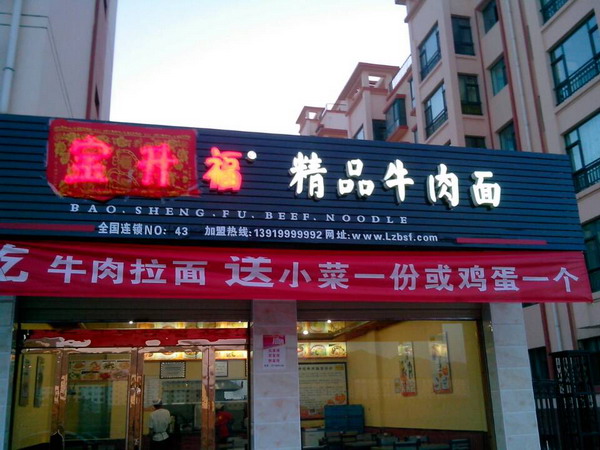 宝升福 精品牛肉面
BAO.SHENG.FU.BEEF.NOODLE
全国连锁NO: 43 加盟热线:13919999992 网址:www.Lzbsf.com
吃 牛肉拉面 送 小菜一份或鸡蛋一个